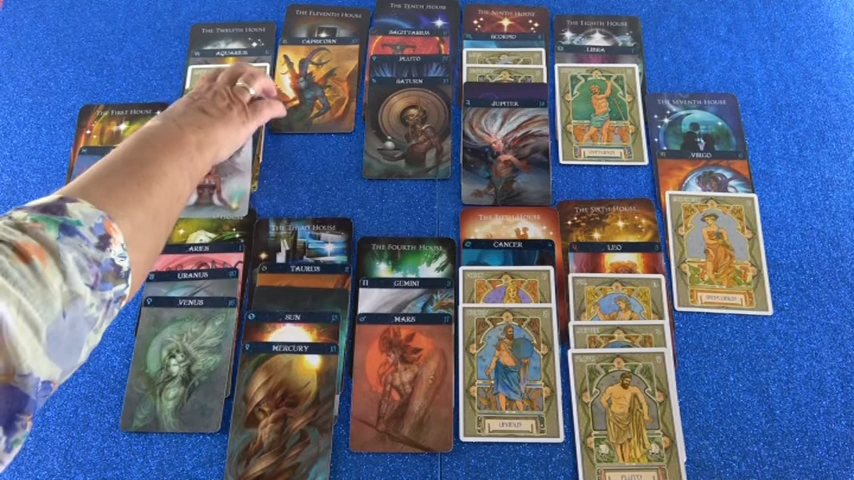 THE TWELFTH HOUSE
AQUARIUS
THE ELEVENTH HOUSE
CAPRICORN
THE TENTH HOUSE
SAGITTARIUS
PLUTO
SATURN
THE NINTH HOUSE
SCORPIO
JUPITER
THE EIGHTH HOUSE
LIBRA
THE SEVENTH HOUSE
VIRGO
THE FIRST HOUSE
HOUSE
ARIES
URANUS
VENUS
THE THIRD HOUSE
TAURUS
SUN
MERCURY
THE FOURTH HOUSE
GEMINI
MARS
THE FIFTH HOUSE
CANCER
THE SIXTH HOUSE
LEO
PLUTO